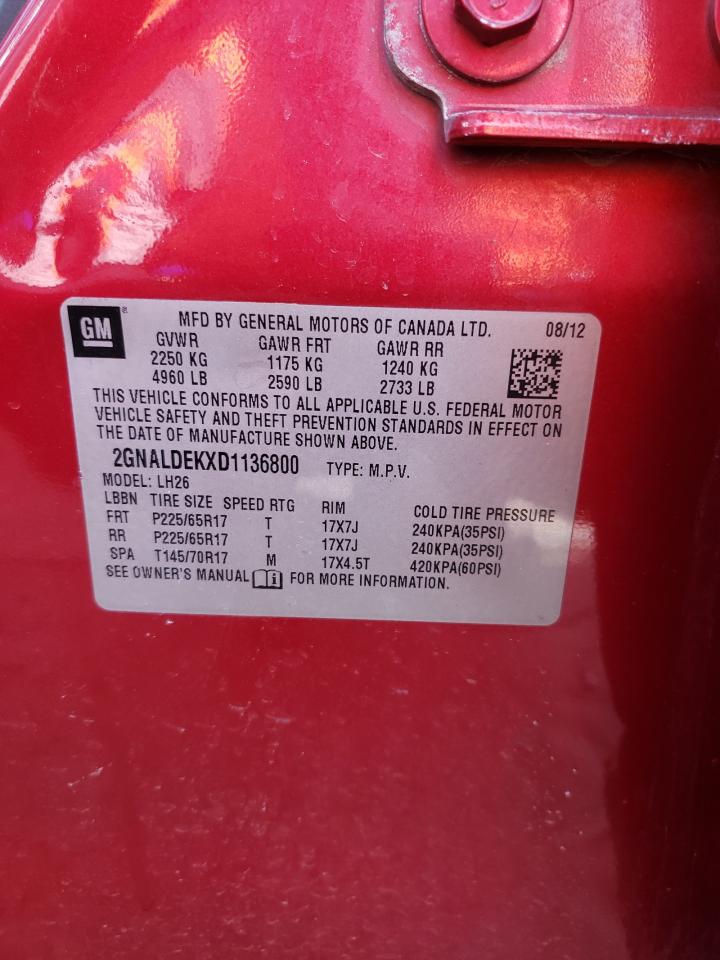 GM®
MFD BY GENERAL MOTORS OF CANADA LTD. 08/12
GVWR GAWR FRT GAWR RR
2250 KG 1175 KG 1240 KG
4960 LB 2590 LB 2733 LB
THIS VEHICLE CONFORMS TO ALL APPLICABLE U.S. FEDERAL MOTOR
VEHICLE SAFETY AND THEFT PREVENTION STANDARDS IN EFFECT ON
THE DATE OF MANUFACTURE SHOWN ABOVE.
2GNALDEKXD1136800 TYPE: M.P.V.
MODEL: LH26
LBBN TIRE SIZE SPEED RTG RIM COLD TIRE PRESSURE
FRT P225/65R17 T 17X7J 240KPA(35PSI)
RR P225/65R17 T 17X7J 240KPA(35PSI)
SPA T145/70R17 M 17X4.5T 420KPA(60PSI)
SEE OWNER'S MANUAL i FOR MORE INFORMATION.